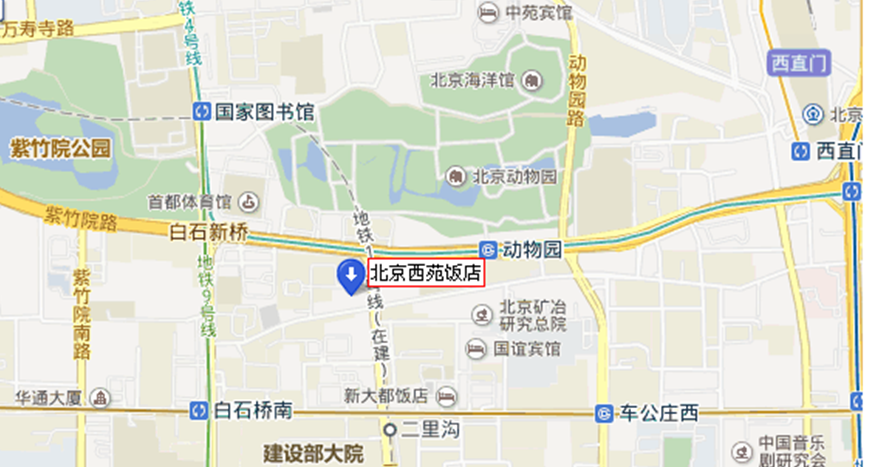 中苑宾馆
铁4号线
万寿寺路
西直门
动物园路
北京海洋馆
国家图书馆
北京
紫竹院公园
西直门
北京动物园
首都体育馆
紫竹院路
白石新桥
地铁1
动物园
北京西苑饭店
地铁9号线
紫竹院南路
号线(在建)
北京矿冶
研究总院
国谊宾馆
华通大厦
新大都饭店
白石桥南
车公庄西
二里沟
建设部大院
中国音乐
剧研究会